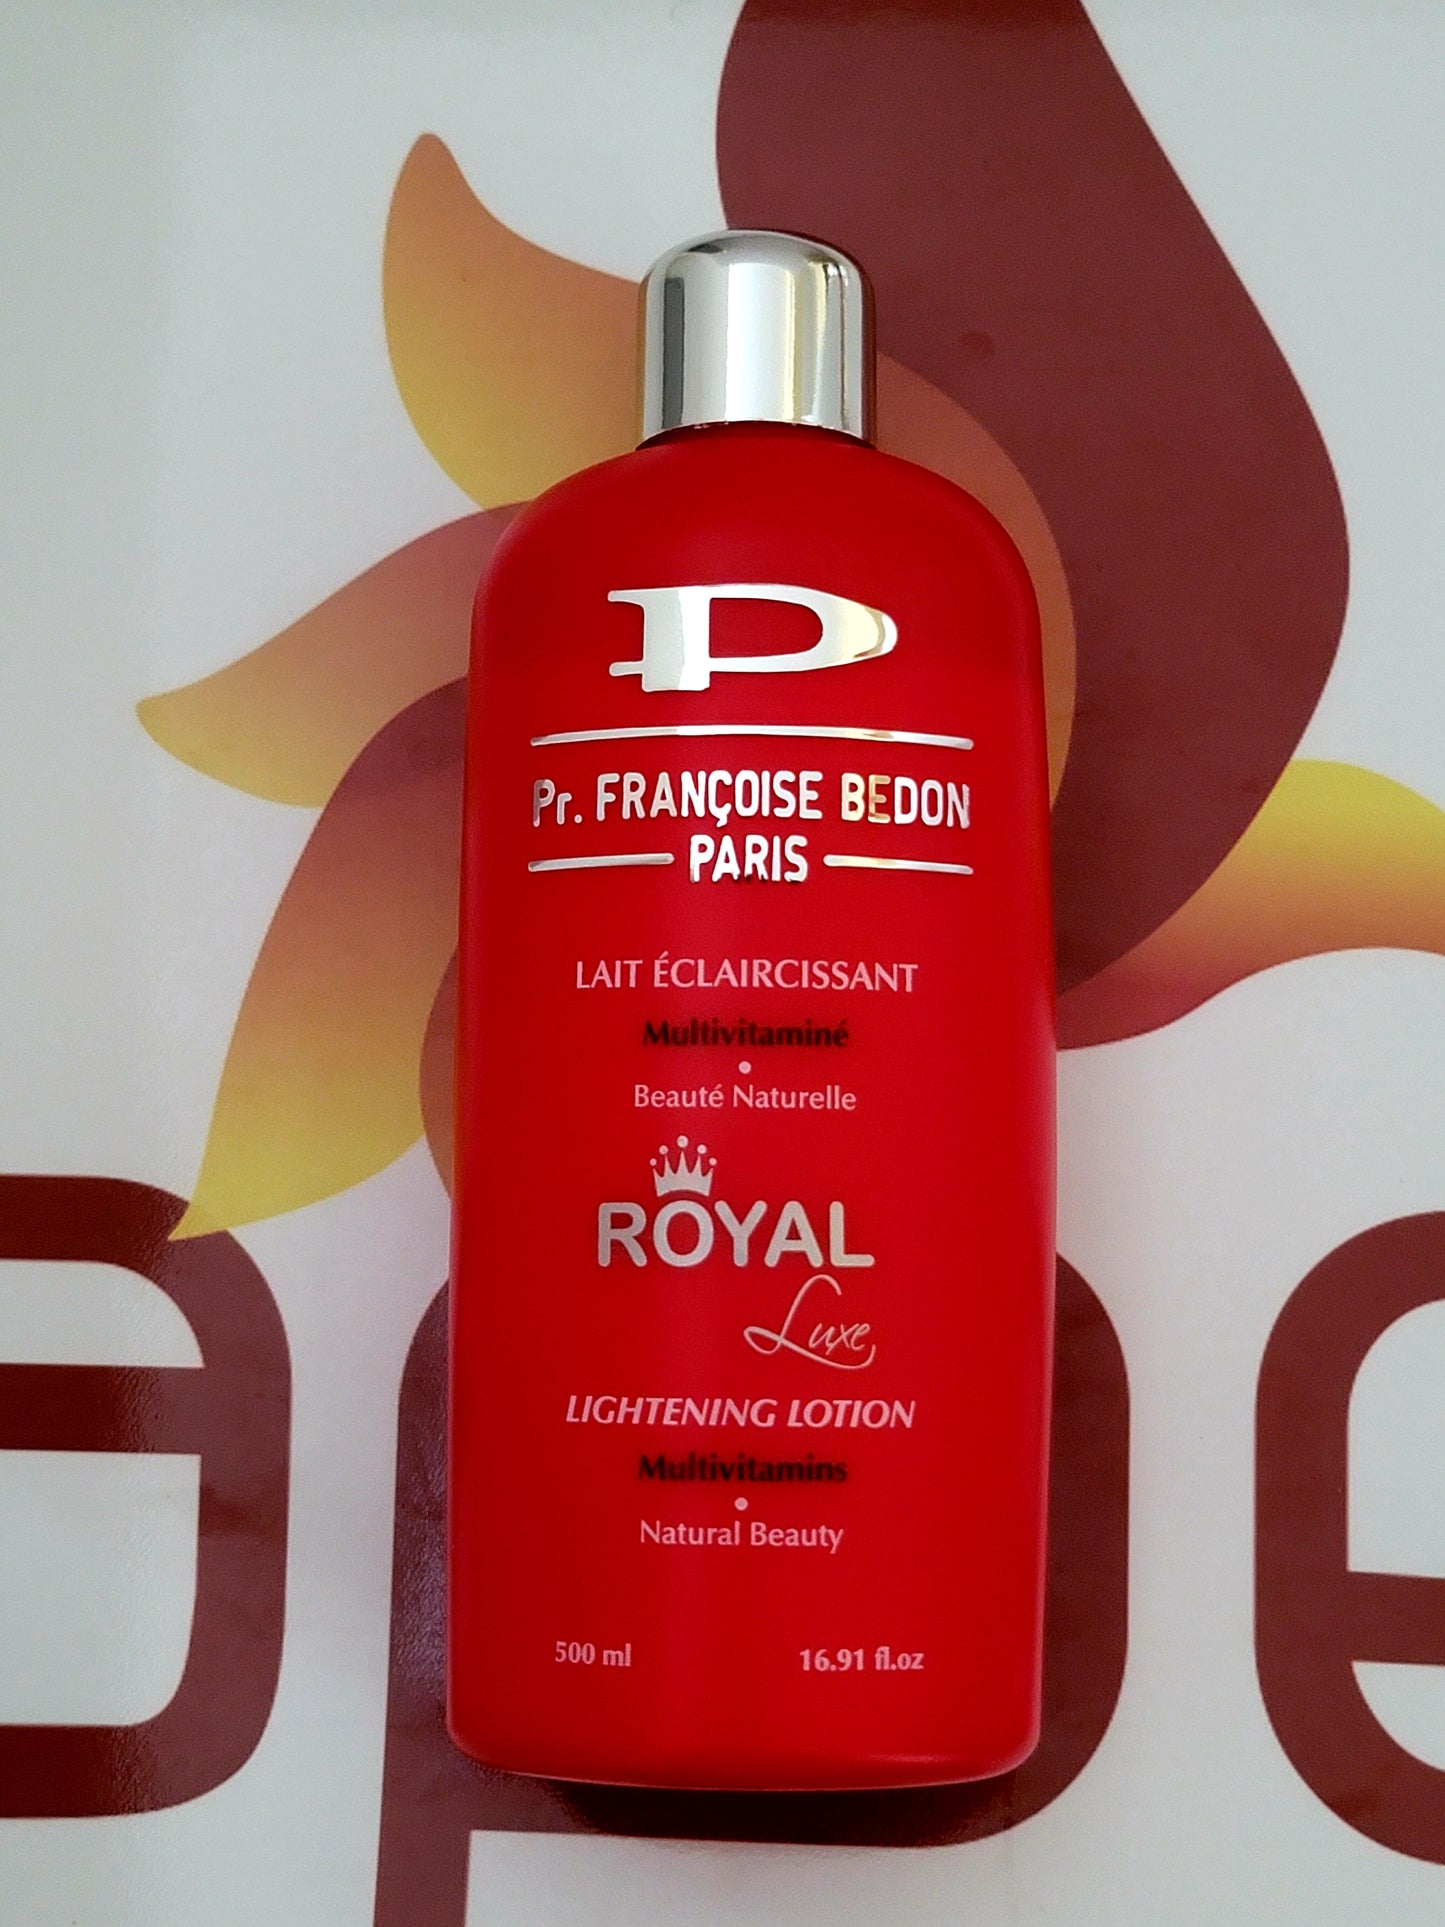 P
Pr. FRANÇOISE BEDON
PARIS
LAIT ÉCLAIRCISSANT
Multivitaminé
Beauté Naturelle
ROYAL
Luxe
LIGHTENING LOTION
Multivitamins
Natural Beauty
500 ml 16.91 fl.oz